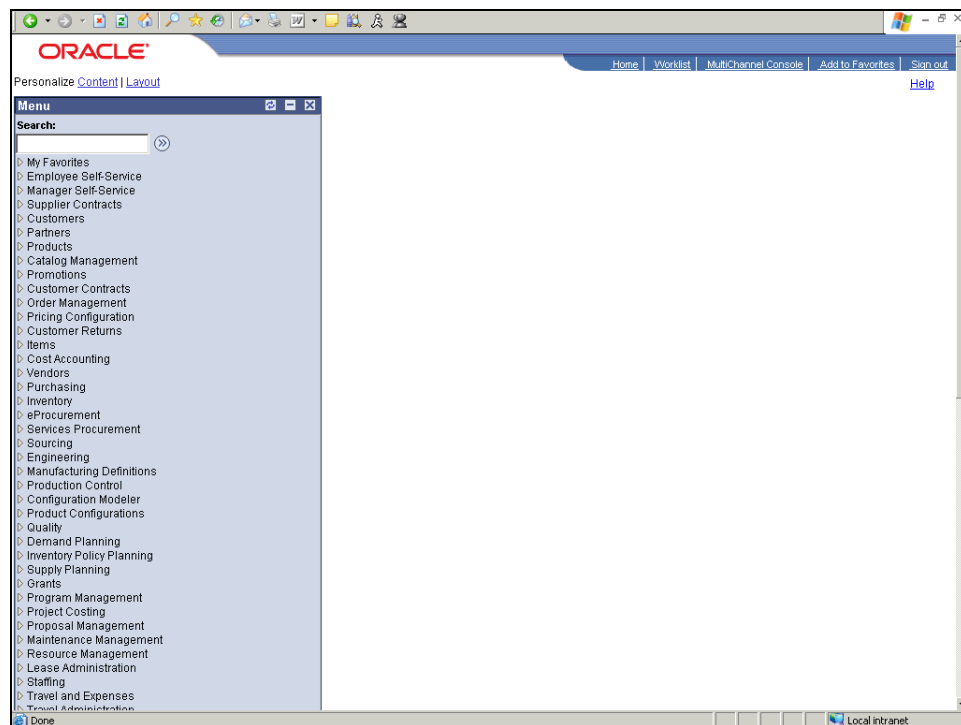 ORACLE'
Home | Worklist | MultiChannel Console | Add to Favorites | Sign out
Personalize Content | Layout
Help
Menu
Search:
My Favorites
Employee Self-Service
Manager Self-Service
Supplier Contracts
Customers
Partners
Products
Catalog Management
Promotions
Customer Contracts
Order Management
Pricing Configuration
Customer Returns
Items
Cost Accounting
Vendors
Purchasing
Inventory
eProcurement
Services Procurement
Sourcing
Engineering
Manufacturing Definitions
Production Control
Configuration Modeler
Product Configurations
Quality
Demand Planning
Inventory Policy Planning
Supply Planning
Grants
Program Management
Project Costing
Proposal Management
Maintenance Management
Resource Management
Lease Administration
Staffing
Travel and Expenses
Travel Administration
Done
Local intranet